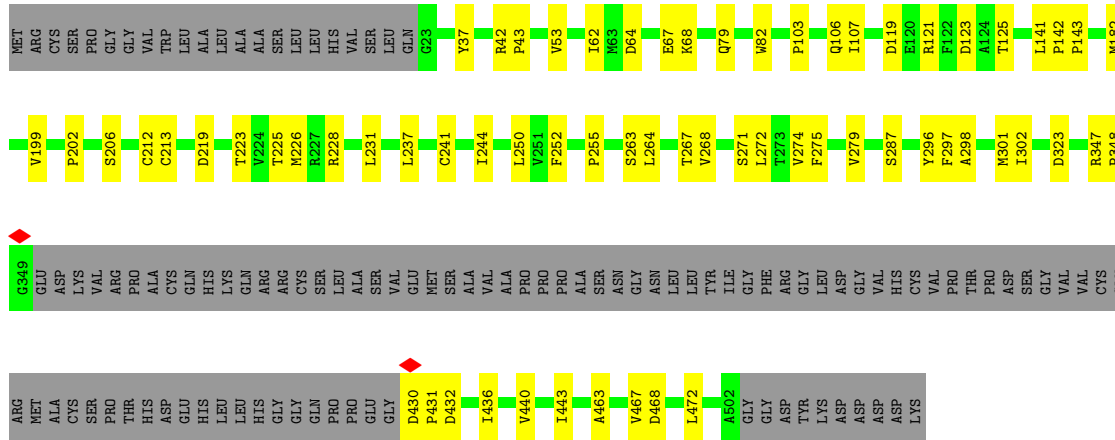 MET ARG CYS SER PRO GLY GLY VAL TRP LEU ALA LEU ALA ALA SER LEU LEU HIS VAL SER LEU GLN G23 Y37 R42 P43 V53 I62 M63 D64 E67 K68 Q79 W82 P103 Q106 I107 D119 E120 R121 F122 D123 A124 T125 L141 P142 P143 M182
V199 P202 S206 C212 C213 D219 T223 V224 T225 M226 R227 R228 L231 L237 C241 I244 L250 V251 F252 P255 S263 L264 T267 V268 S271 L272 T273 V274 F275 V279 S287 Y296 F297 A298 M301 I302 D323 R347
G349 GLU ASP LYS VAL ARG PRO ALA CYS GLN HIS LYS GLN ARG ARG CYS SER LEU ALA SER VAL GLU MET SER ALA VAL ALA PRO PRO PRO ALA SER ASN GLY ASN LEU LEU TYR ILE GLY PHE ARG GLY LEU ASP GLY VAL HIS CYS VAL PRO THR PRO ASP SER GLY VAL VAL CYS
ARG MET ALA CYS SER PRO THR HIS ASP GLU HIS LEU LEU HIS GLY GLY GLN PRO PRO GLU GLY D430 P431 D432 I436 V440 I443 A463 V467 D468 L472 A502 GLY GLY ASP TYR LYS ASP ASP ASP ASP LYS